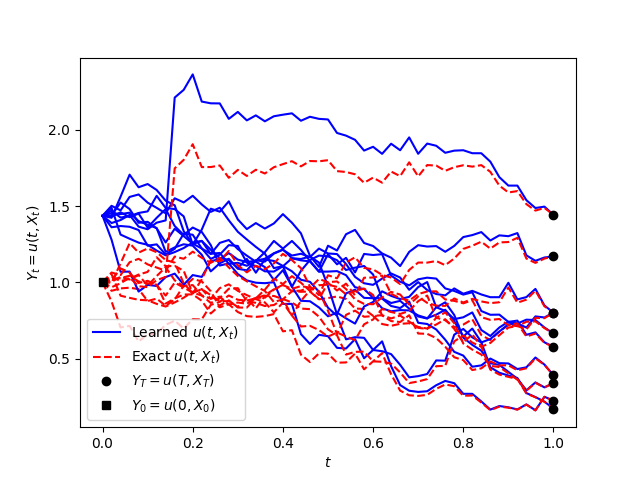 2.0
1.5
1.0
0.5
Y_t = u(t, X_t)
Learned u(t, X_t)
Exact u(t, X_t)
Y_T = u(T, X_T)
Y_0 = u(0, X_0)
0.0 0.2 0.4 0.6 0.8 1.0
t